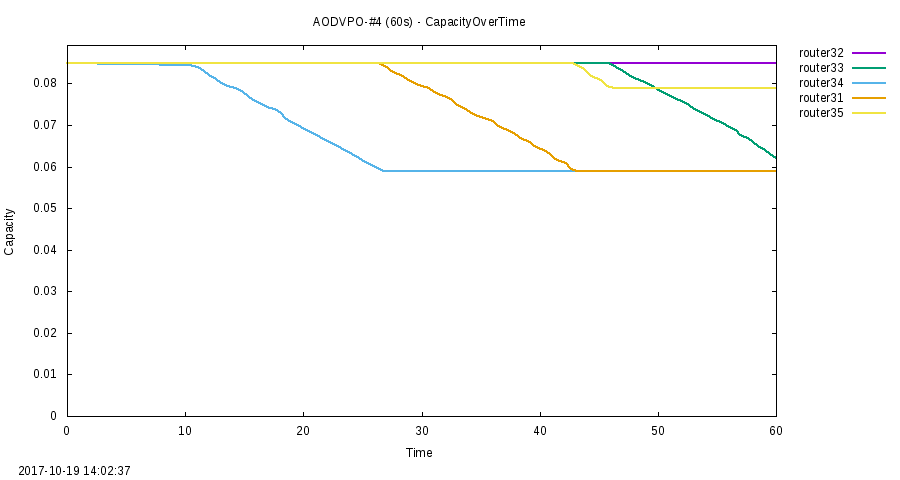 AODVPO-#4 (60s) - CapacityOverTime
router32
router33
router34
router31
router35
0.08
0.07
0.06
0.05
0.04
0.03
0.02
0.01
0
Capacity
0 10 20 30 40 50 60
Time
2017-10-19 14:02:37